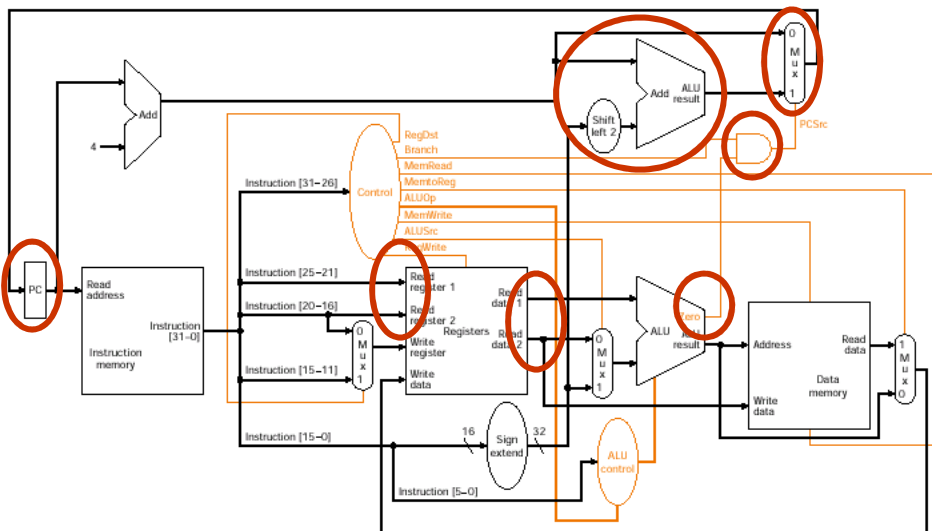 0
M
u
x
1
Add
ALU
result
Add
Shift
left 2
4
PCSrc
RegDst
Branch
MemRead
MemtoReg
ALUOp
MemWrite
ALUSrc
RegWrite
Control
Instruction [31–26]
Instruction [25–21]
Instruction [20–16]
Instruction [15–11]
Instruction [15–0]
Instruction [5–0]
PC
Read
address
Instruction
[31–0]
Instruction
memory
0
M
u
x
1
Read
register 1
Read
register 2
Write
register
Write
data
Registers
Read
data 1
Read
data 2
0
M
u
x
1
Zero
ALU
ALU
result
Address
Write
data
Read
data
Data
memory
1
M
u
x
0
16
Sign
extend
32
ALU
control